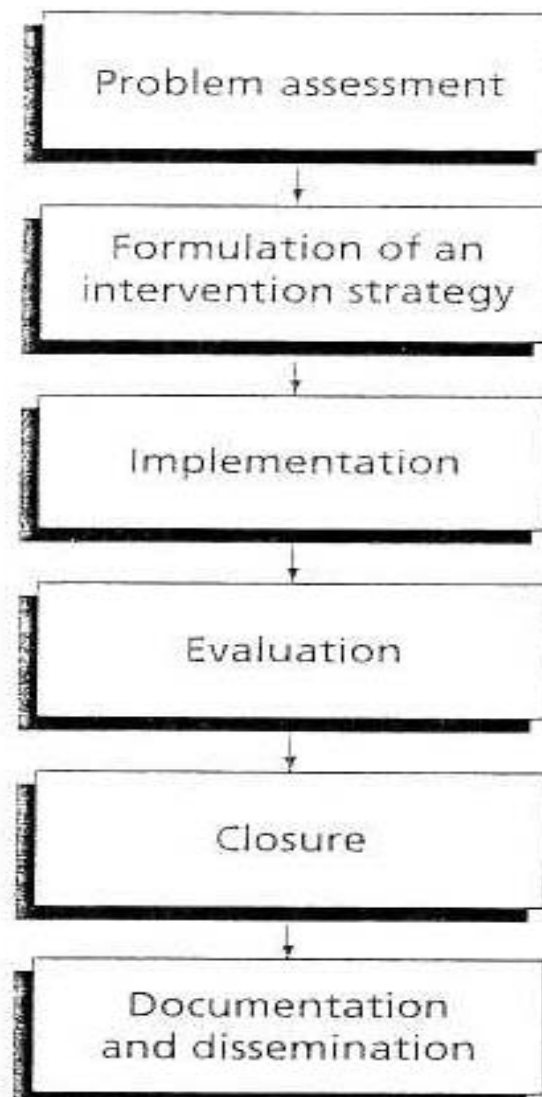 Problem assessment
Formulation of an
intervention strategy
Implementation
Evaluation
Closure
Documentation
and dissemination